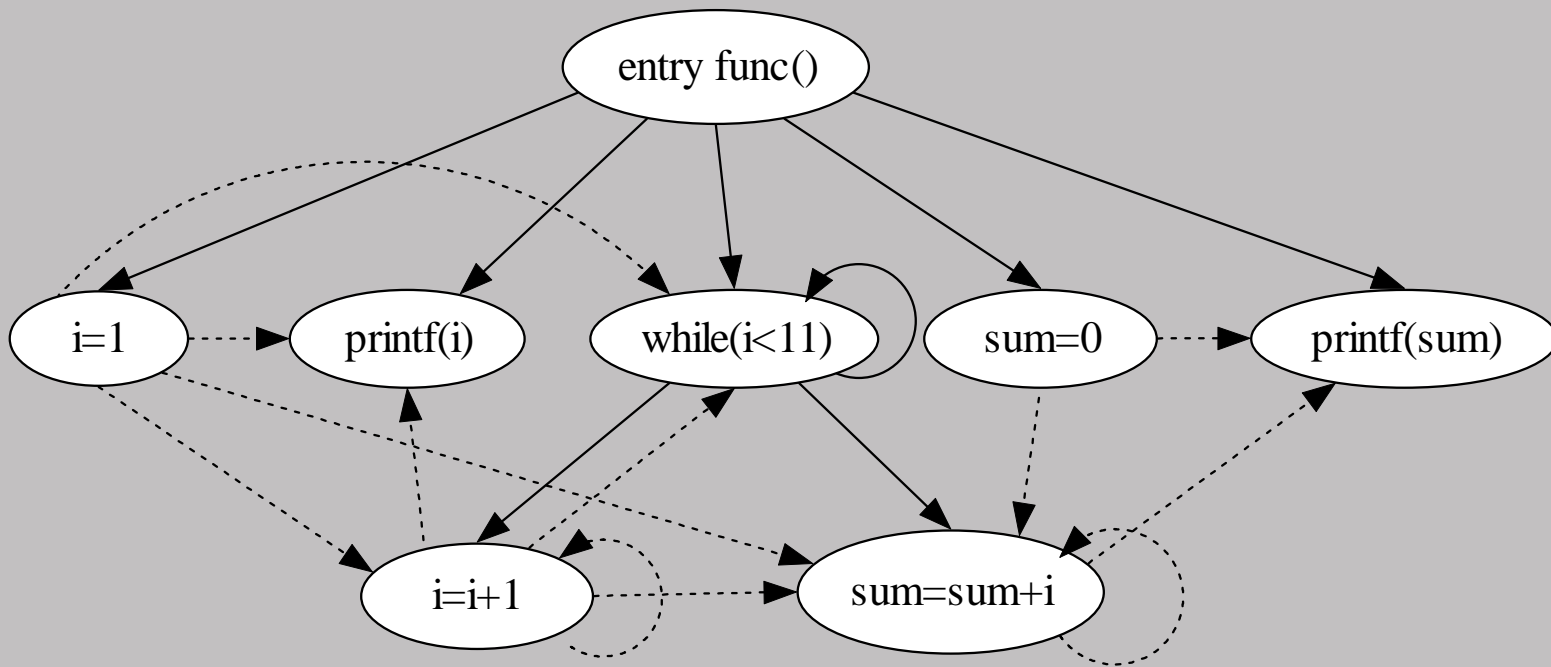 entry func()
i=1
printf(i)
while(i<11)
sum=0
printf(sum)
i=i+1
sum=sum+i